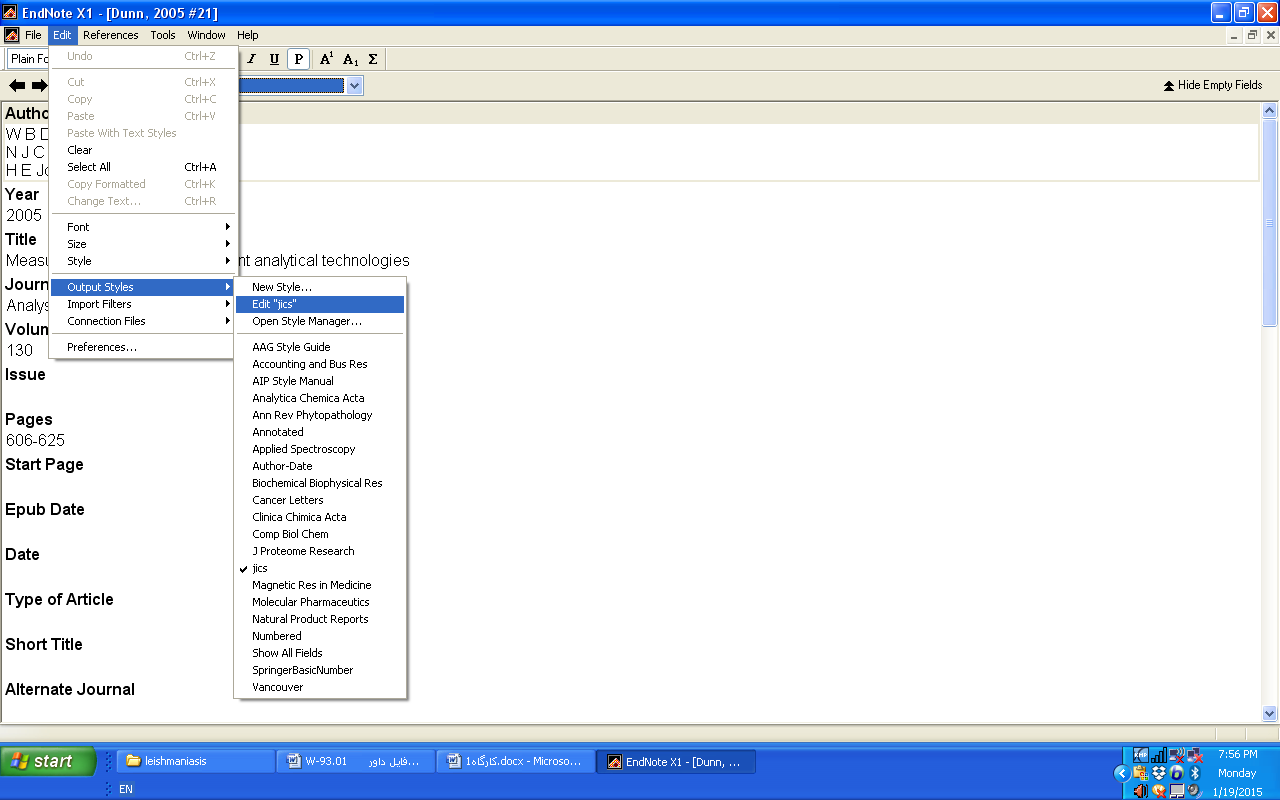 EndNote X1 - [Dunn, 2005 #21]
File Edit References Tools Window Help
Plain Fo I U P A1 A1 Σ
Hide Empty Fields
Undo Ctrl+Z
Cut Ctrl+X
Copy Ctrl+C
Paste Ctrl+V
Paste With Text Styles
Clear
Select All Ctrl+A
Copy Formatted Ctrl+K
Change Text... Ctrl+R
Font
Size
Style
Output Styles
Import Filters
Connection Files
Preferences...
New Style...
Edit "jics"
Open Style Manager...
AAG Style Guide
Accounting and Bus Res
AIP Style Manual
Analytica Chemica Acta
Ann Rev Phytopathology
Annotated
Applied Spectroscopy
Author-Date
Biochemical Biophysical Res
Cancer Letters
Clinica Chimica Acta
Comp Biol Chem
J Proteome Research
jics
Magnetic Res in Medicine
Molecular Pharmaceutics
Natural Product Reports
Numbered
Show All Fields
SpringerBasicNumber
Vancouver
Autho
W B D
N J C
H E Jo
Year
2005
Title
Measu nt analytical technologies
Journ
Analys
Volum
130
Issue
Pages
606-625
Start Page
Epub Date
Date
Type of Article
Short Title
Alternate Journal
start
leishmaniasis
W-93.01 فایل داور...
کارگاه1.docx - Microso...
EndNote X1 - [Dunn, ...
EN
7:56 PM
Monday
1/19/2015